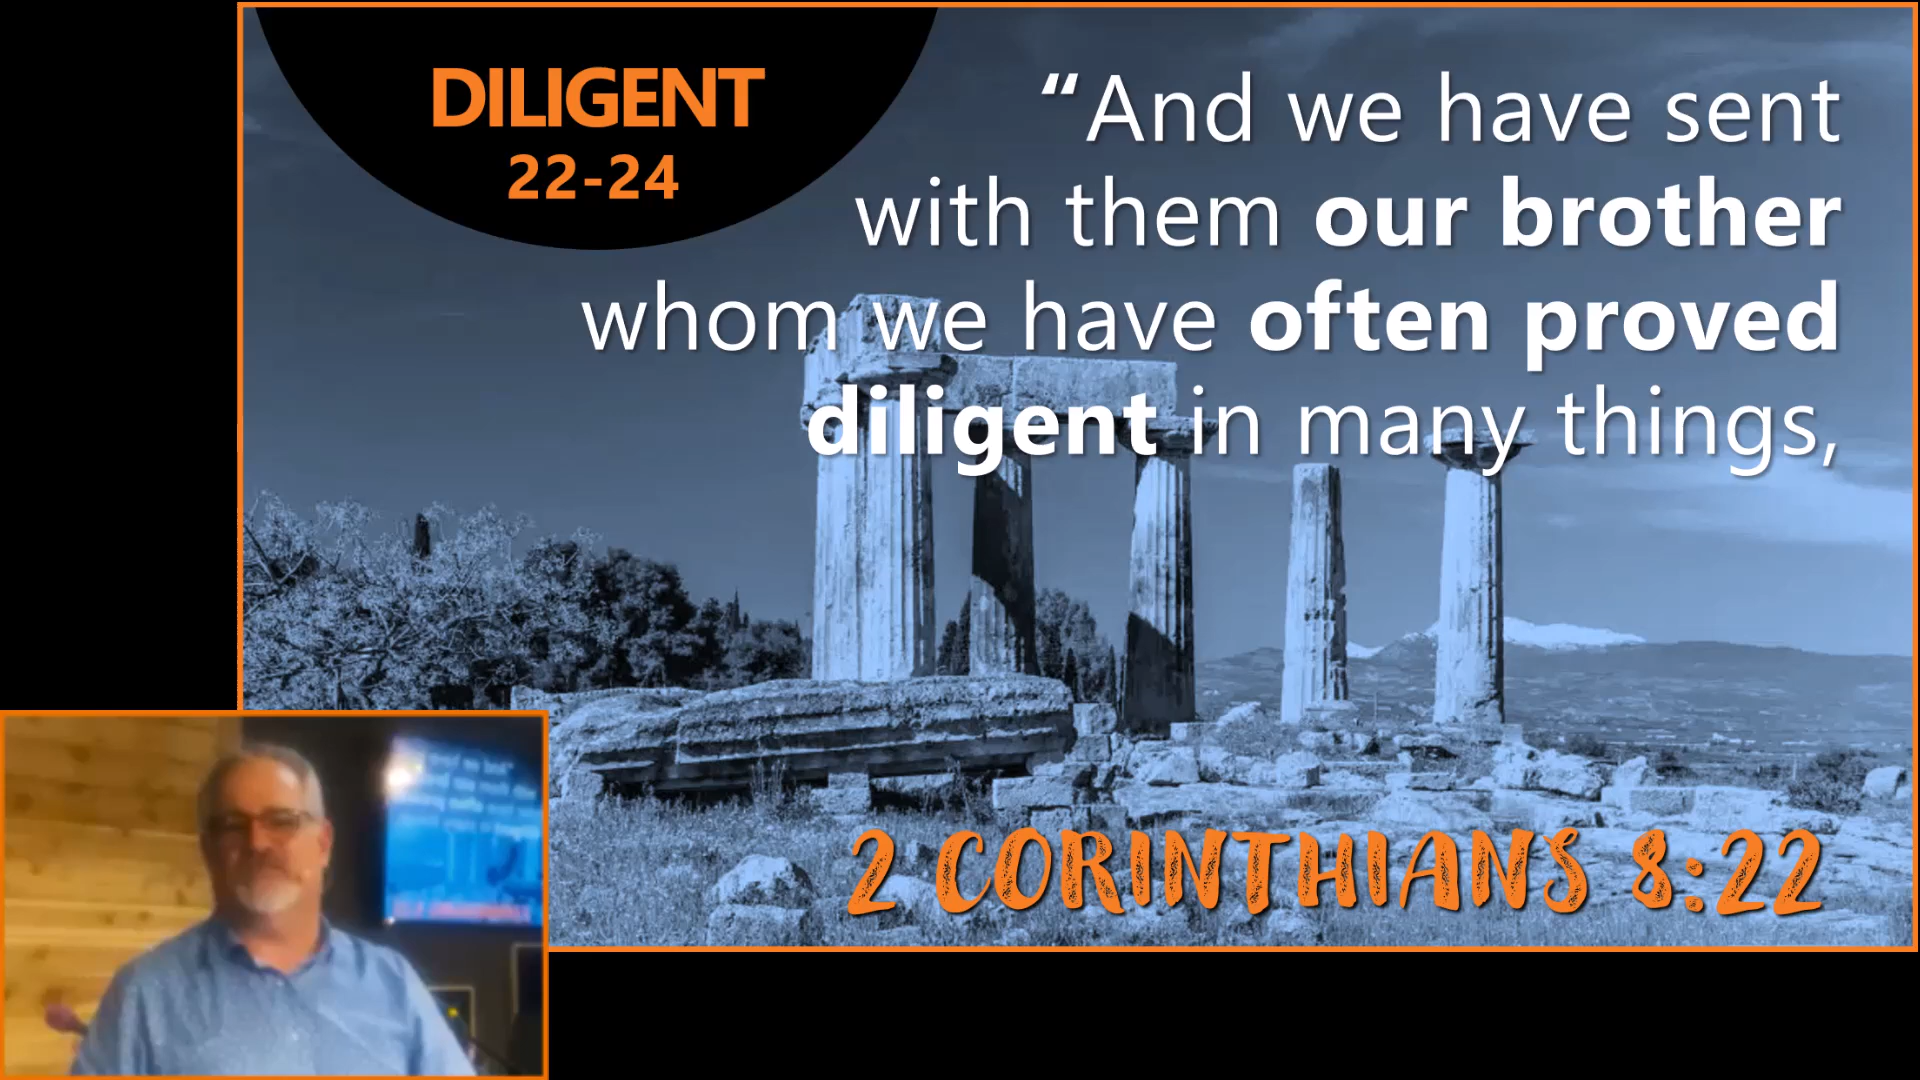 DILIGENT
22-24
“And we have sent
with them our brother
whom we have often proved
diligent in many things,
2 CORINTHIANS 8:22